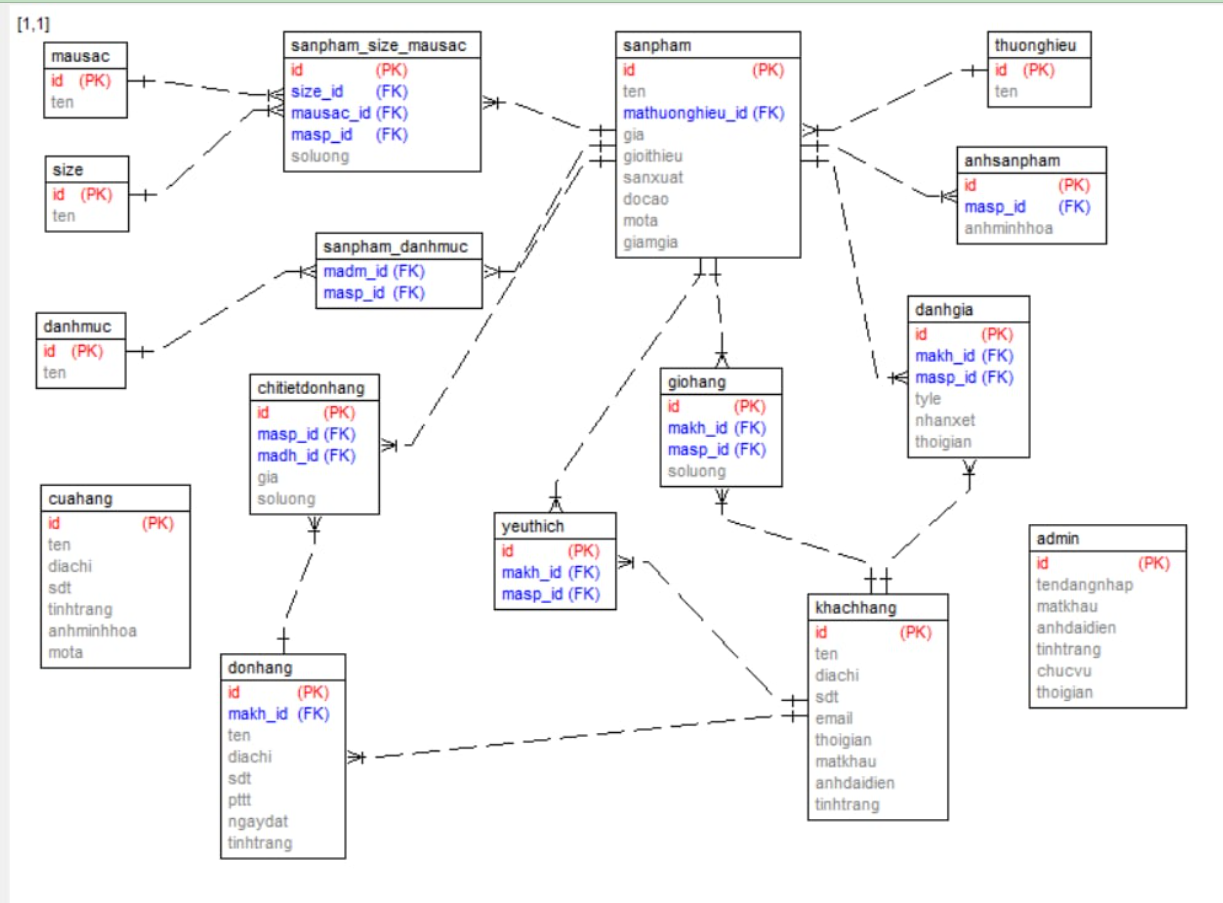 [1,1]
mausac
id (PK)
ten
sanpham_size_mausac
id (PK)
size_id (FK)
mausac_id (FK)
masp_id (FK)
soluong
sanpham
id (PK)
ten
mathuonghieu_id (FK)
gia
gioithieu
sanxuat
docao
mota
giamgia
thuonghieu
id (PK)
ten
size
id (PK)
ten
anhsanpham
id (PK)
masp_id (FK)
anhminhhoa
sanpham_danhmuc
madm_id (FK)
masp_id (FK)
danhmuc
id (PK)
ten
danhgia
id (PK)
makh_id (FK)
masp_id (FK)
tyle
nhanxet
thoigian
chitietdonhang
id (PK)
masp_id (FK)
madh_id (FK)
gia
soluong
giohang
id (PK)
makh_id (FK)
masp_id (FK)
soluong
cuahang
id (PK)
ten
diachi
sdt
tinhtrang
anhminhhoa
mota
yeuthich
id (PK)
makh_id (FK)
masp_id (FK)
admin
id (PK)
tendangnhap
matkhau
anhdaidien
tinhtrang
chucvu
thoigian
khachhang
id (PK)
ten
diachi
sdt
email
thoigian
matkhau
anhdaidien
tinhtrang
donhang
id (PK)
makh_id (FK)
ten
diachi
sdt
pttt
ngaydat
tinhtrang